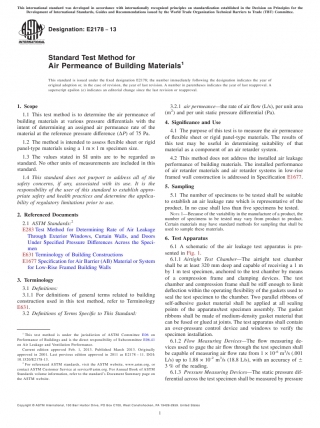 This international standard was developed in accordance with internationally recognized principles on standardization established in the Decision on Principles for the
Development of International Standards, Guides and Recommendations issued by the World Trade Organization Technical Barriers to Trade (TBT) Committee.
Designation: E2178 − 13
INTERNATIONAL
Standard Test Method for
Air Permeance of Building Materials1
This standard is issued under the fixed designation E2178; the number immediately following the designation indicates the year of
original adoption or, in the case of revision, the year of last revision. A number in parentheses indicates the year of last reapproval. A
superscript epsilon (ε) indicates an editorial change since the last revision or reapproval.
1. Scope
1.1 This test method is to determine the air permeance of
building materials at various pressure differentials with the
intent of determining an assigned air permeance rate of the
material at the reference pressure difference (ΔP) of 75 Pa.
1.2 The method is intended to assess flexible sheet or rigid
panel-type materials using a 1 m × 1 m specimen size.
1.3 The values stated in SI units are to be regarded as
standard. No other units of measurements are included in this
standard.
1.4 This standard does not purport to address all of the
safety concerns, if any, associated with its use. It is the
responsibility of the user of this standard to establish appro-
priate safety and health practices and determine the applica-
bility of regulatory limitations prior to use.
2. Referenced Documents
2.1 ASTM Standards:2
E283 Test Method for Determining Rate of Air Leakage
Through Exterior Windows, Curtain Walls, and Doors
Under Specified Pressure Differences Across the Speci-
men
E631 Terminology of Building Constructions
E1677 Specification for Air Barrier (AB) Material or System
for Low-Rise Framed Building Walls
3. Terminology
3.1 Definitions:
3.1.1 For definitions of general terms related to building
construction used in this test method, refer to Terminology
E631.
3.2 Definitions of Terms Specific to This Standard:
1 This test method is under the jurisdiction of ASTM Committee E06 on
Performance of Buildings and is the direct responsibility of Subcommittee E06.41
on Air Leakage and Ventilation Performance.
Current edition approved Feb. 1, 2013. Published March 2013. Originally
approved in 2001. Last previous edition approved in 2011 as E2178 – 11. DOI:
10.1520/E2178-13.
2 For referenced ASTM standards, visit the ASTM website, www.astm.org, or
contact ASTM Customer Service at service@astm.org. For Annual Book of ASTM
Standards volume information, refer to the standard's Document Summary page on
the ASTM website.
3.2.1 air permeance—the rate of air flow (L/s), per unit area
(m2) and per unit static pressure differential (Pa).
4. Significance and Use
4.1 The purpose of this test is to measure the air permeance
of flexible sheet or rigid panel-type materials. The results of
this test may be useful in determining suitability of that
material as a component of an air retarder system.
4.2 This method does not address the installed air leakage
performance of building materials. The installed performance
of air retarder materials and air retarder systems in low-rise
framed wall construction is addressed in Specification E1677.
5. Sampling
5.1 The number of specimens to be tested shall be suitable
to establish an air leakage rate which is representative of the
product. In no case shall less than five specimens be tested.
NOTE 1—Because of the variability in the manufacture of a product, the
number of specimens to be tested may vary from product to product.
Certain materials may have standard methods for sampling that shall be
used to sample these materials.
6. Test Apparatus
6.1 A schematic of the test apparatus is pre-
sented in Fig. 1.
6.1.1 Airtight Test Chamber—The airtight test chamber
shall be at least 320 mm deep and capable of receiving a 1 m
by 1 m test specimen, anchored to the test chamber by means
of a compression frame and clamping devices. The test
chamber and compression frame shall be stiff enough to limit
deflection within the operating flexibility of the gaskets used to
seal the test specimen to the chamber. Two parallel ribbons of
self-adhesive gasket material shall be applied at all sealing
points of the apparatus/test specimen assembly. The gasket
ribbons shall be made of medium-density gasket material that
can be fused or glued at joints. The test apparatus shall contain
an over-pressure control device and windows to verify the
specimen installation.
6.1.2 Flow Measuring Devices—The flow measuring de-
vices used to gage the air flow through the test specimen shall
be capable of measuring air flow rate from
3 % of the reading.
6.1.3 Pressure Measuring Devices—The static pressure dif-
ferential across the test specimen shall be measured by pressure
Copyright © ASTM International, 100 Barr Harbor Drive, PO Box C700, West Conshohocken, PA 19428-2959. United States
1